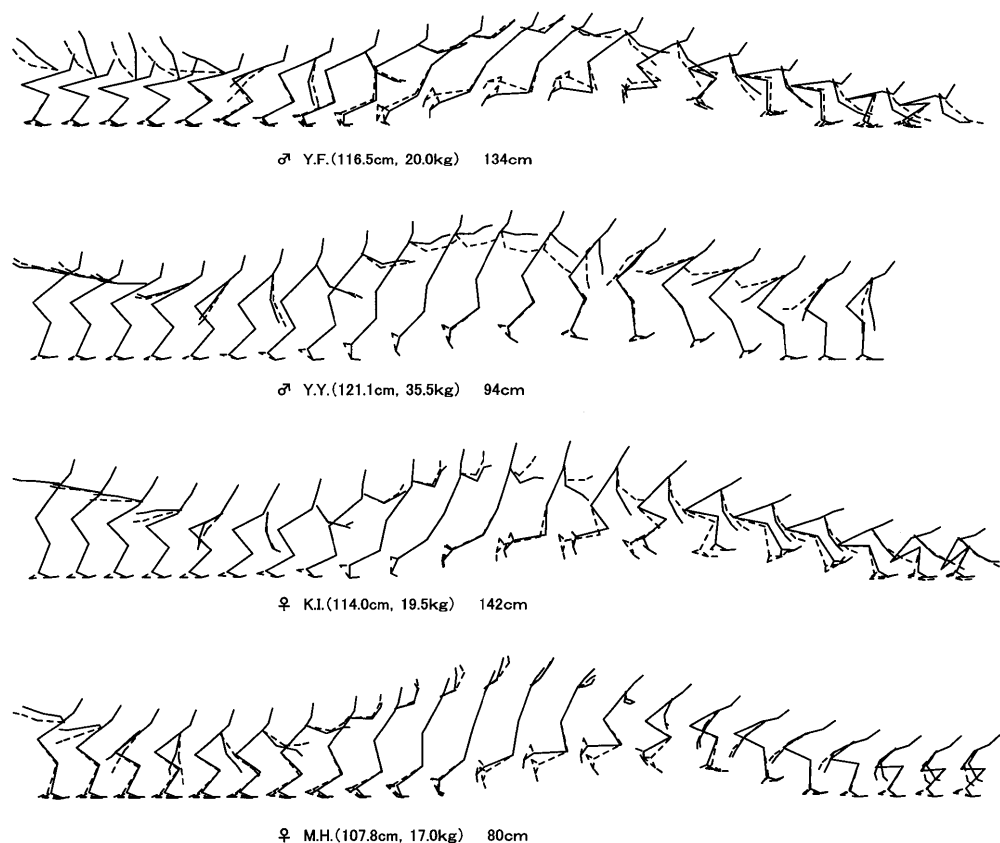 ♂ Y.F.(116.5cm, 20.0kg) 134cm
♂ Y.Y.(121.1cm, 35.5kg) 94cm
♀ K.I.(114.0cm, 19.5kg) 142cm
♀ M.H.(107.8cm, 17.0kg) 80cm